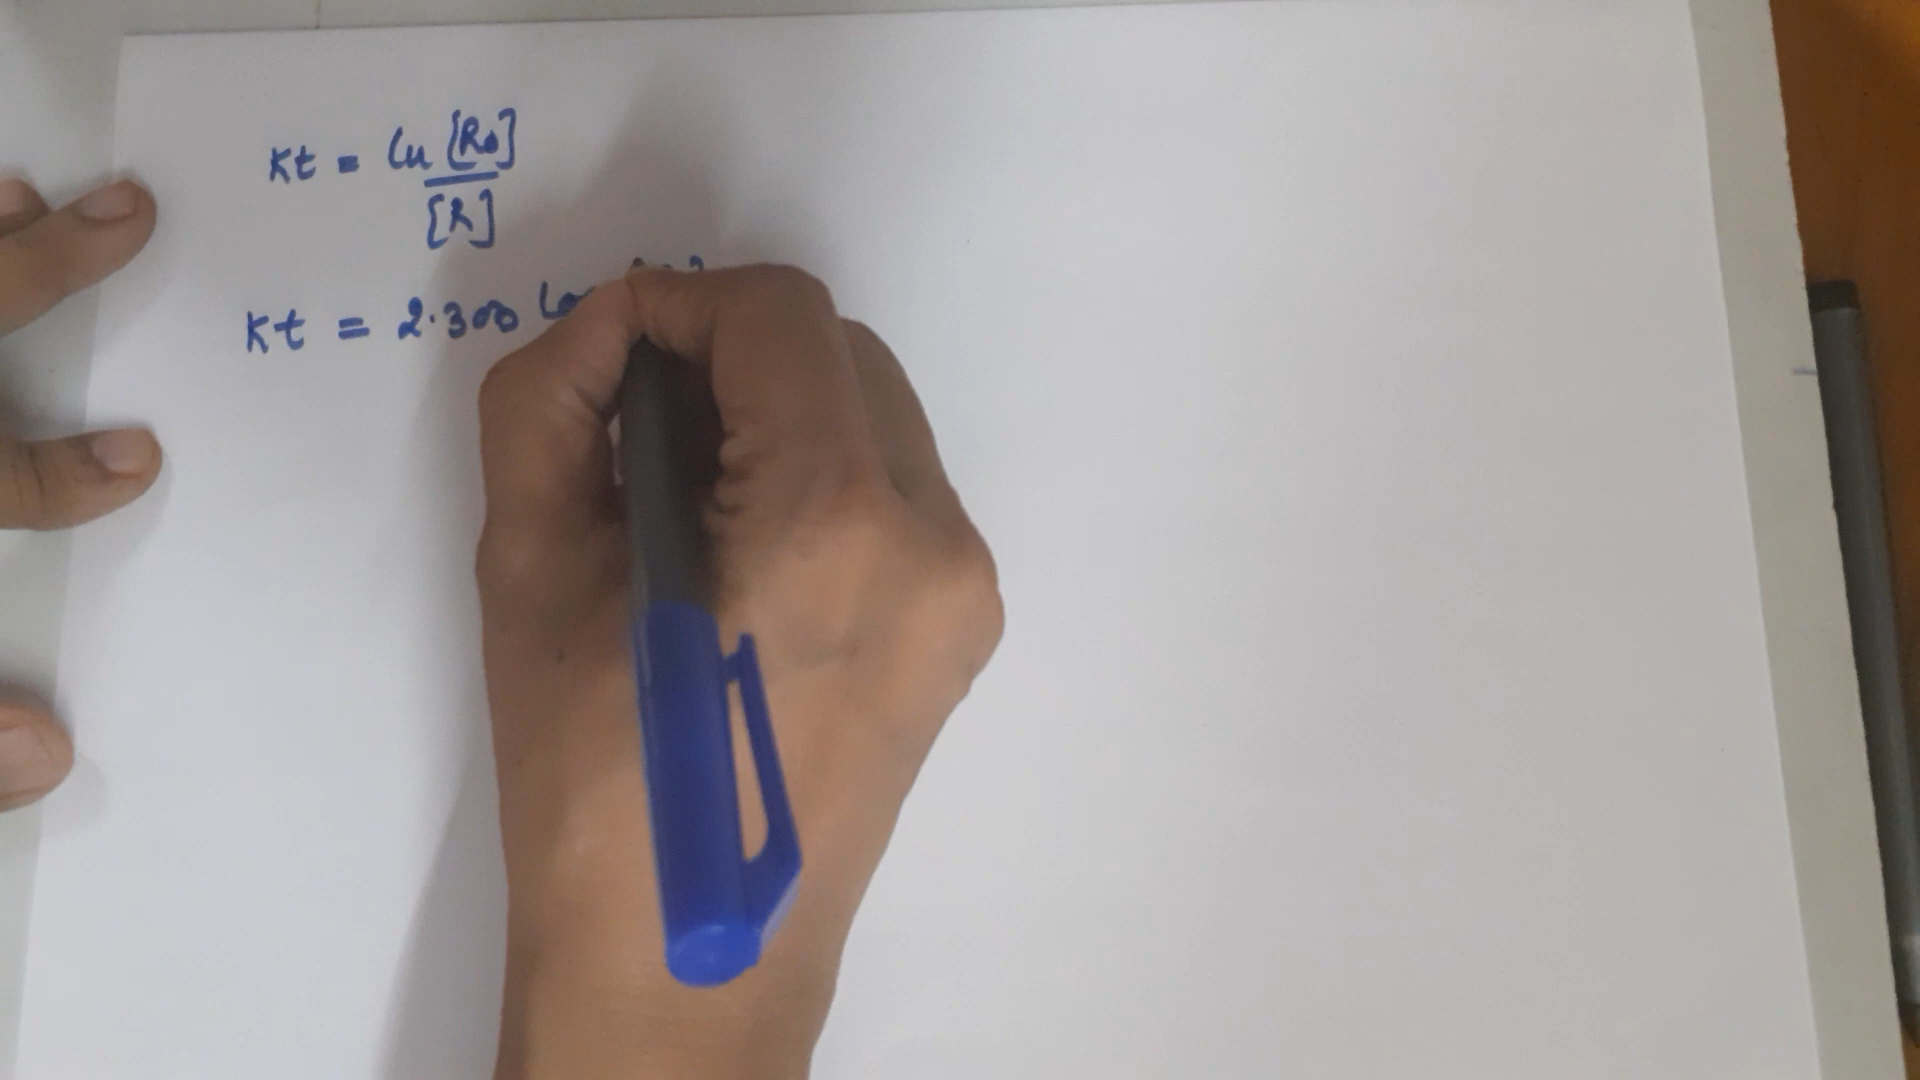 Kt = ln [R0]
[R]
Kt = 2.303